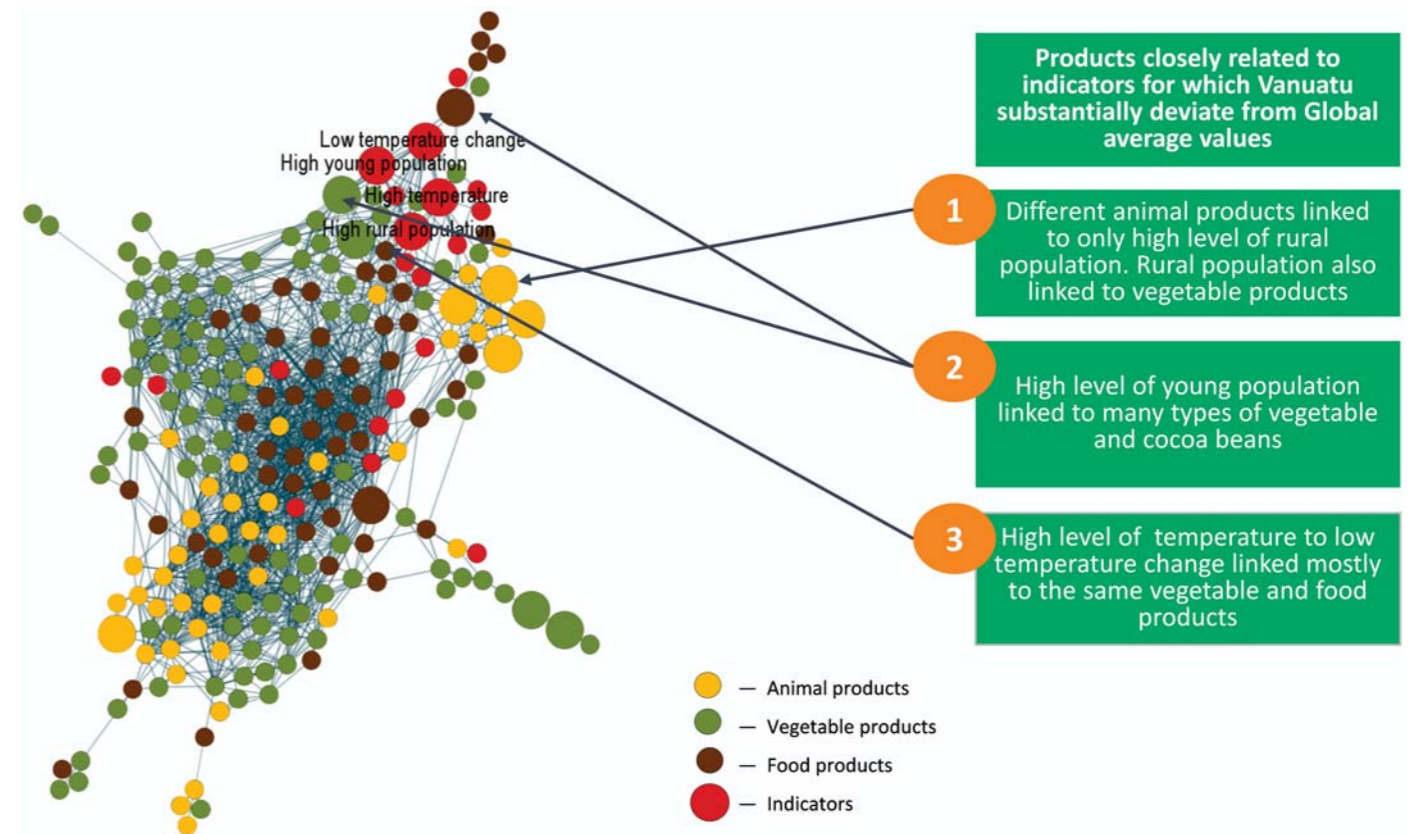 Low temperature change
High young population
High temperature
High rural population
Products closely related to
indicators for which Vanuatu
substantially deviate from Global
average values
1
Different animal products linked
to only high level of rural
population. Rural population also
linked to vegetable products
2
High level of young population
linked to many types of vegetable
and cocoa beans
3
High level of  temperature to low
temperature change linked mostly
to the same vegetable and food
products
— Animal products
— Vegetable products
— Food products
— Indicators